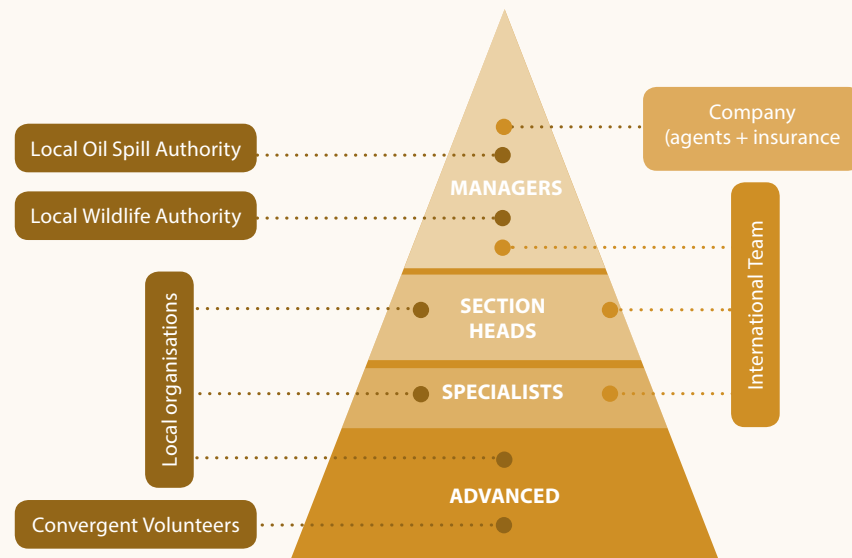 Company
(agents + insurance
Local Oil Spill Authority
MANAGERS
Local Wildlife Authority
International Team
Local organisations
SECTION
HEADS
SPECIALISTS
ADVANCED
Convergent Volunteers